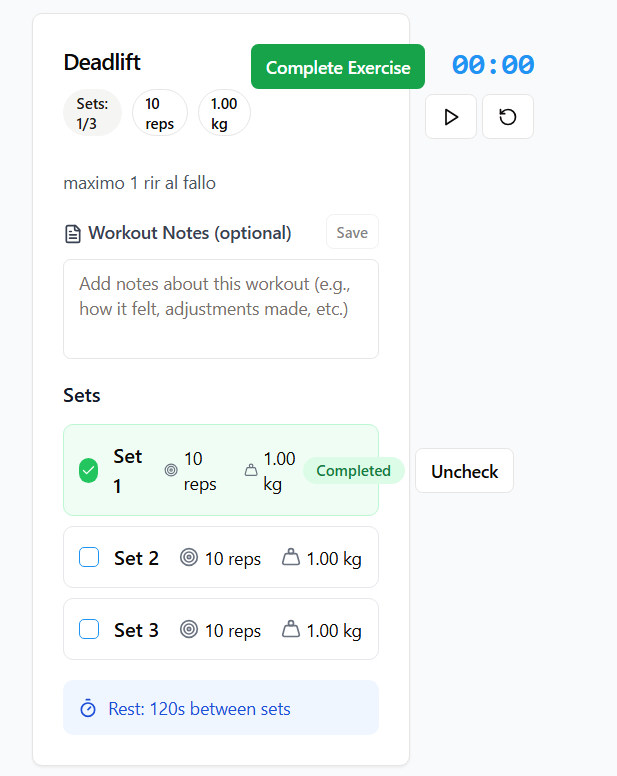 Deadlift
Complete Exercise
00:00
Sets:
1/3
10
reps
1.00
kg
maximo 1 rir al fallo
Workout Notes (optional)
Save
Add notes about this workout (e.g.,
how it felt, adjustments made, etc.)
Sets
Set
1
10
reps
1.00
kg
Completed
Uncheck
Set 2
10 reps
1.00 kg
Set 3
10 reps
1.00 kg
Rest: 120s between sets